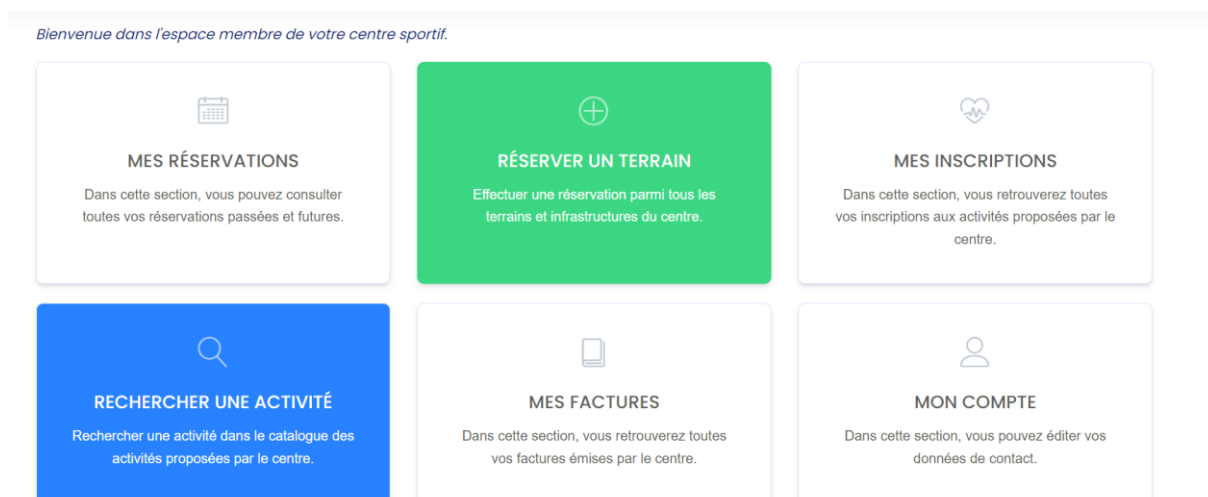 Bienvenue dans l'espace membre de votre centre sportif.
MES RÉSERVATIONS
Dans cette section, vous pouvez consulter
toutes vos réservations passées et futures.
RÉSERVER UN TERRAIN
Effectuer une réservation parmi tous les
terrains et infrastructures du centre.
MES INSCRIPTIONS
Dans cette section, vous retrouverez toutes
vos inscriptions aux activités proposées par le
centre.
RECHERCHER UNE ACTIVITÉ
Rechercher une activité dans le catalogue des
activités proposées par le centre.
MES FACTURES
Dans cette section, vous retrouverez toutes
vos factures émises par le centre.
MON COMPTE
Dans cette section, vous pouvez éditer vos
données de contact.